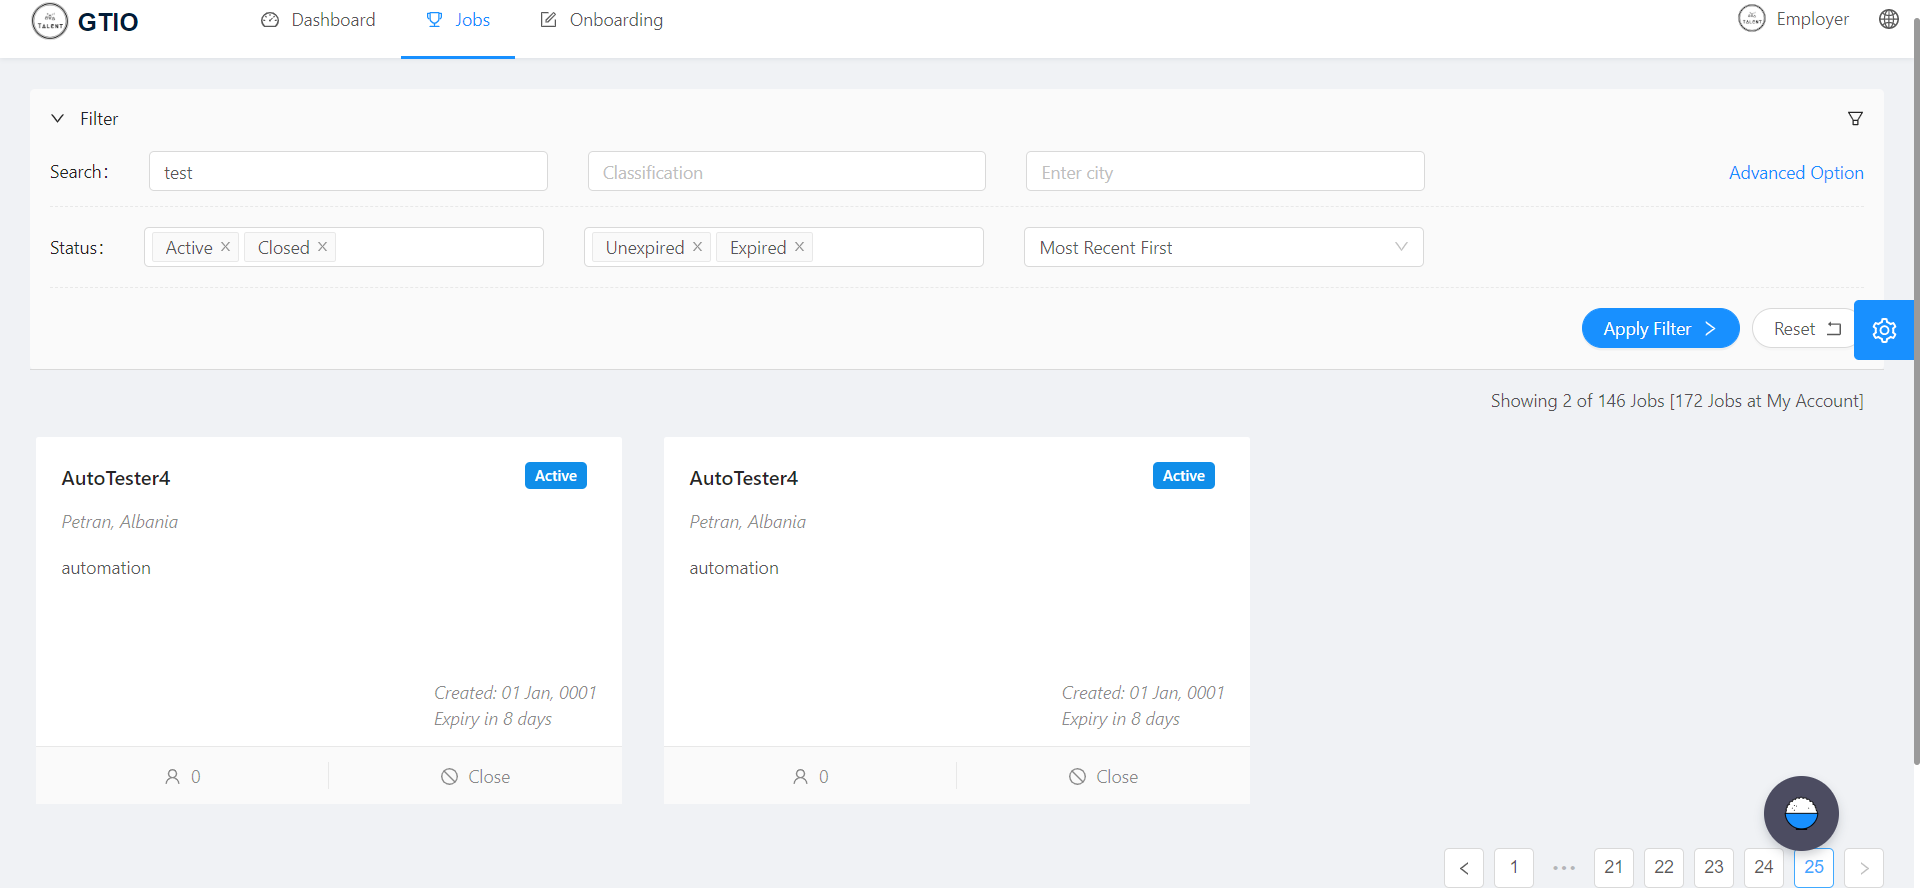 TALENT GTIO Dashboard Jobs Onboarding TALENT Employer
Filter
Search: test Classification Enter city Advanced Option
Status: Active Closed Unexpired Expired Most Recent First
Apply Filter Reset
Showing 2 of 146 Jobs [172 Jobs at My Account]
AutoTester4 Active
Petran, Albania
automation
Created: 01 Jan, 0001
Expiry in 8 days
0 Close
AutoTester4 Active
Petran, Albania
automation
Created: 01 Jan, 0001
Expiry in 8 days
0 Close
< 1 ••• 21 22 23 24 25 >